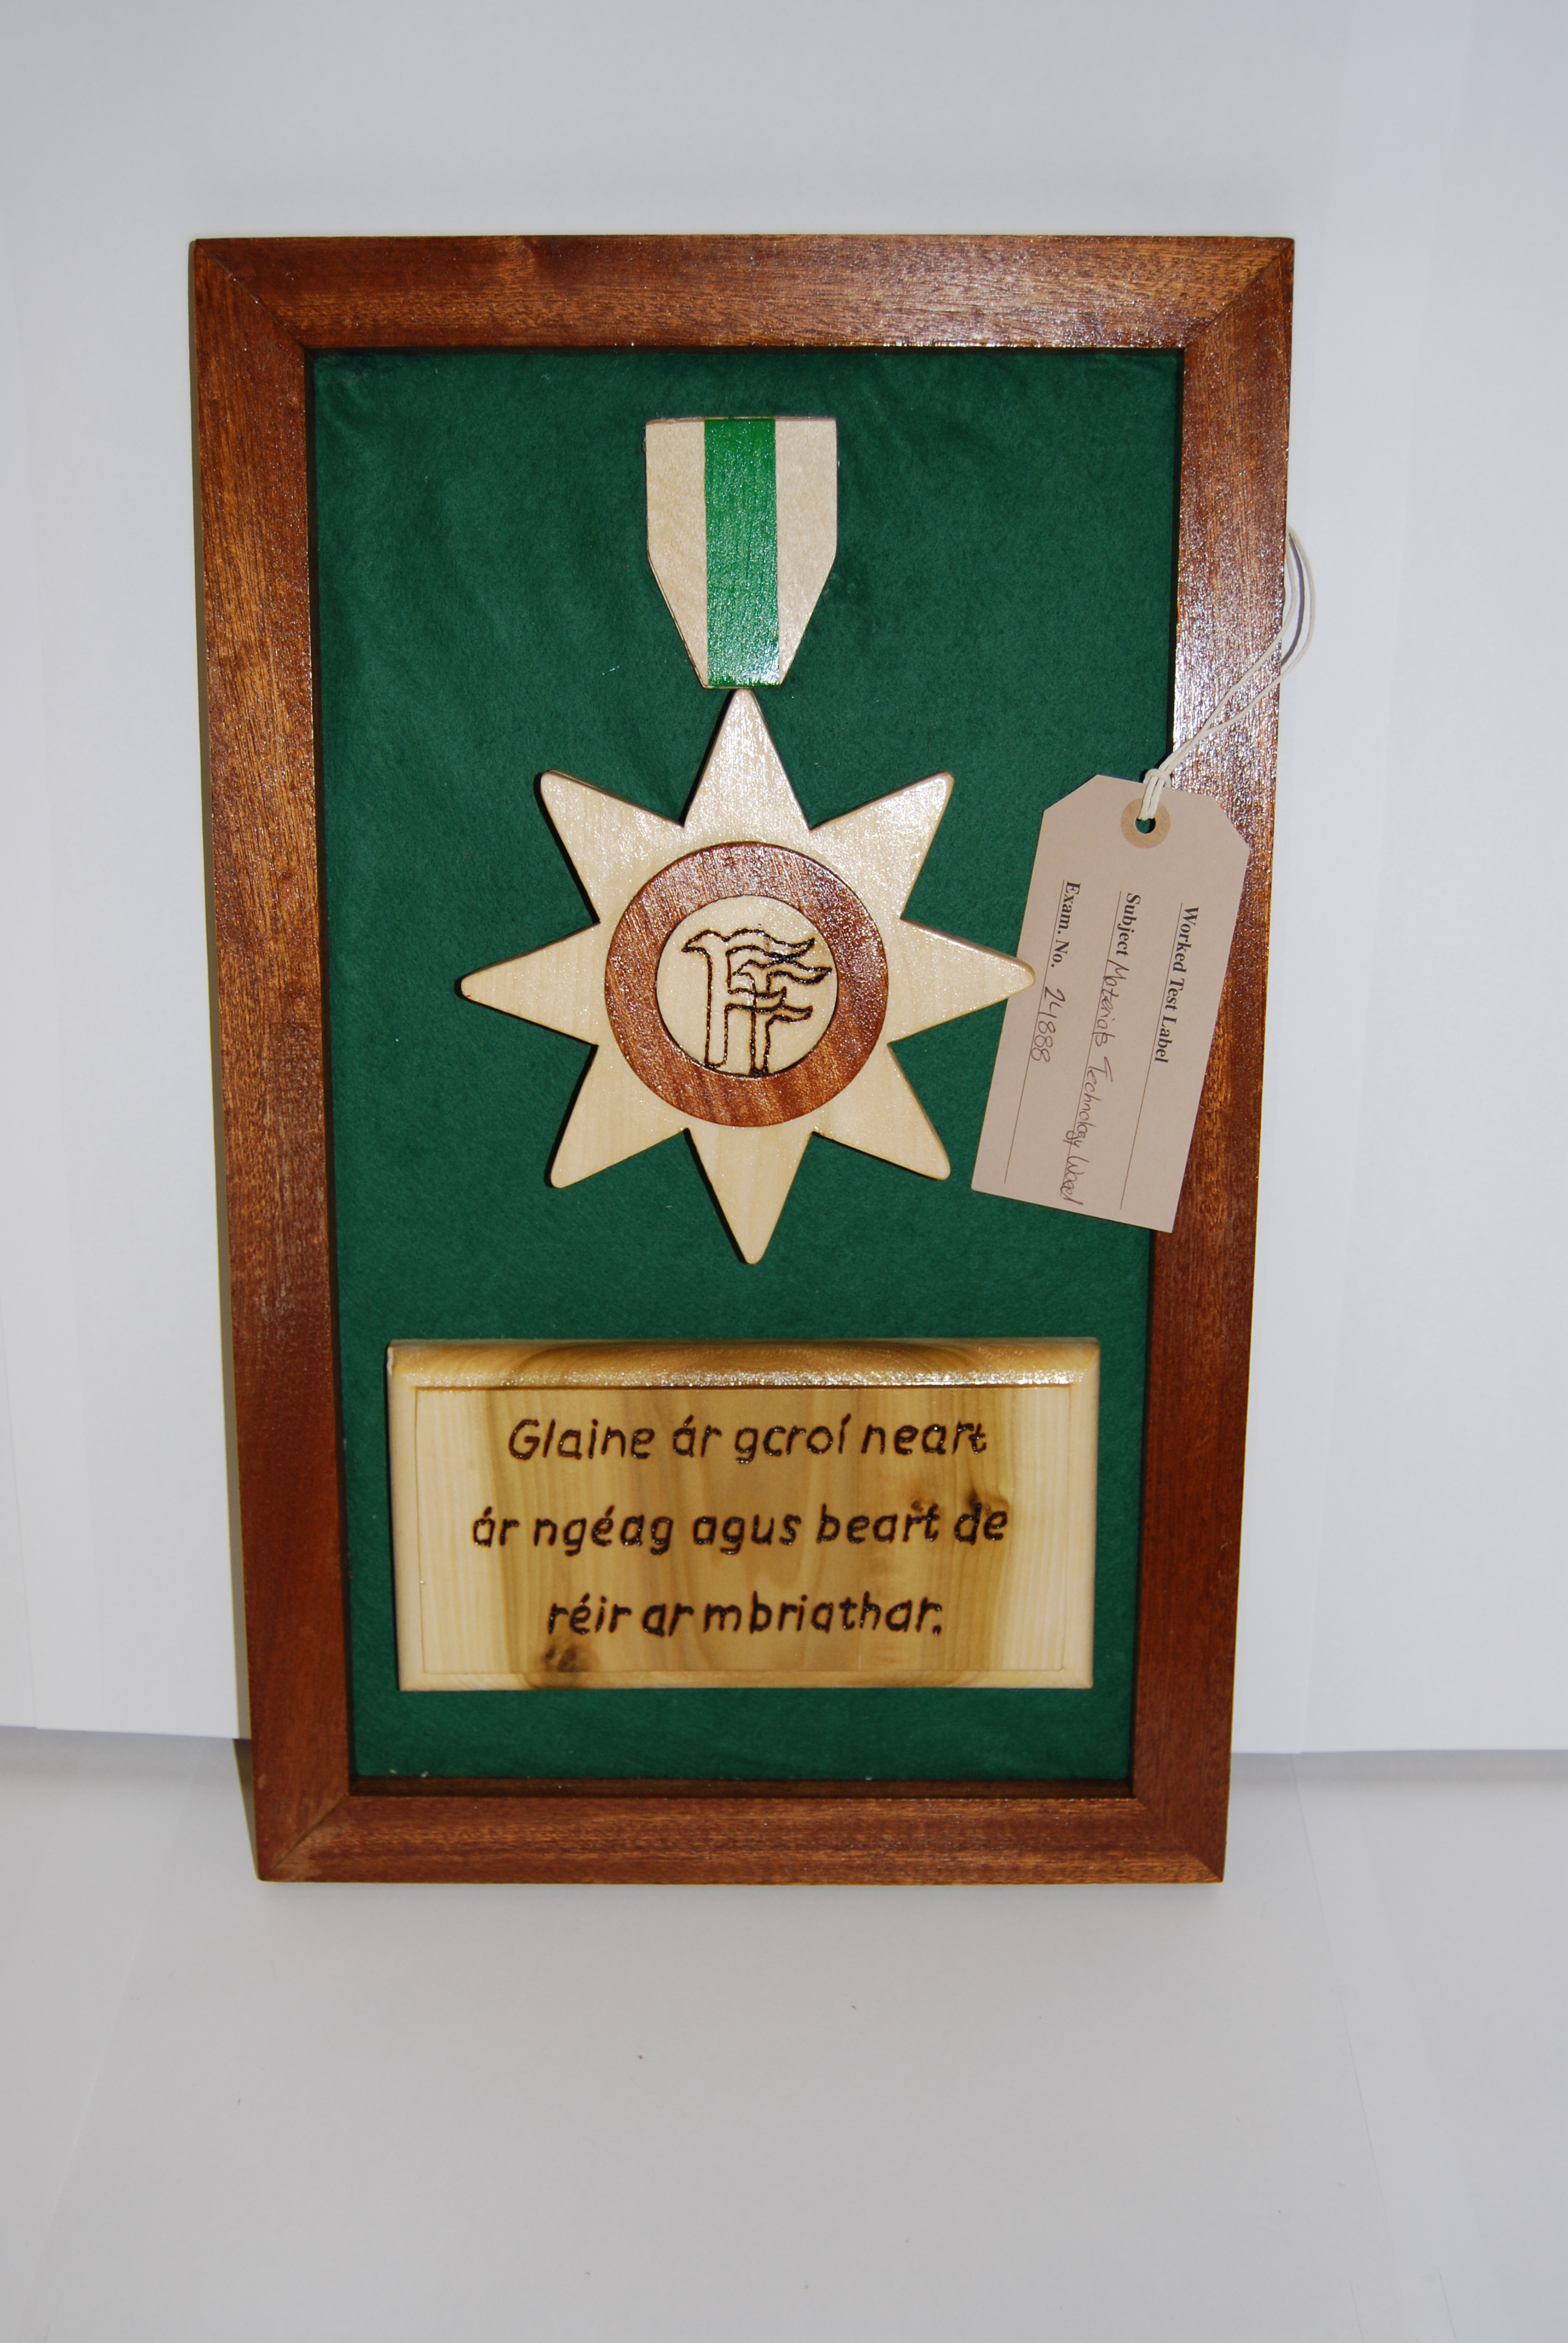 Glaine ár gcroí neart
ár ngéag agus beart de
réir ar mbriathar.
Worked Test Label
Subject Materials Technology Wood
Exam. No. 24888